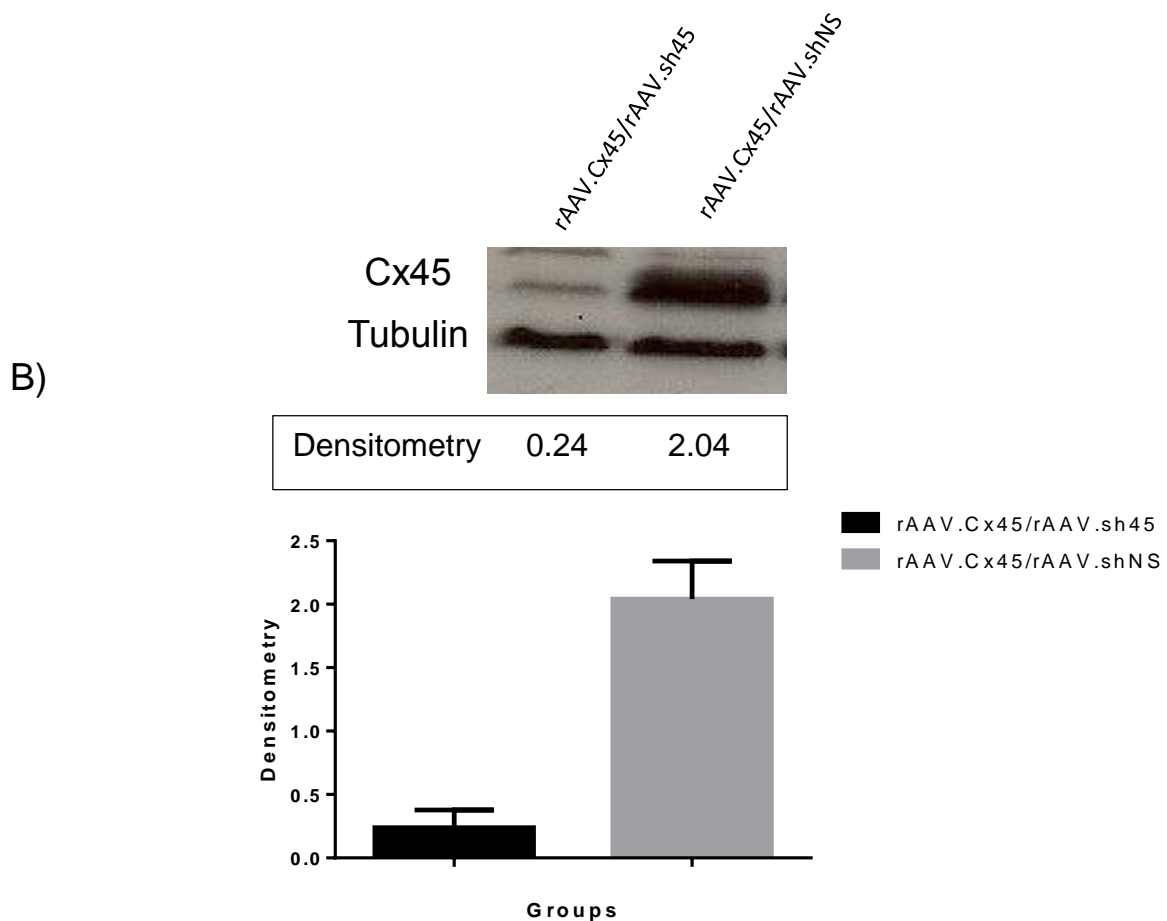 rAAV.Cx45/rAAV.sh45
rAAV.Cx45/rAAV.shNS
Cx45
Tubulin
B)
Densitometry 0.24 2.04
rAAV.Cx45/rAAV.sh45
rAAV.Cx45/rAAV.shNS
2.5
2.0
1.5
1.0
0.5
0.0
Densitometry
Groups